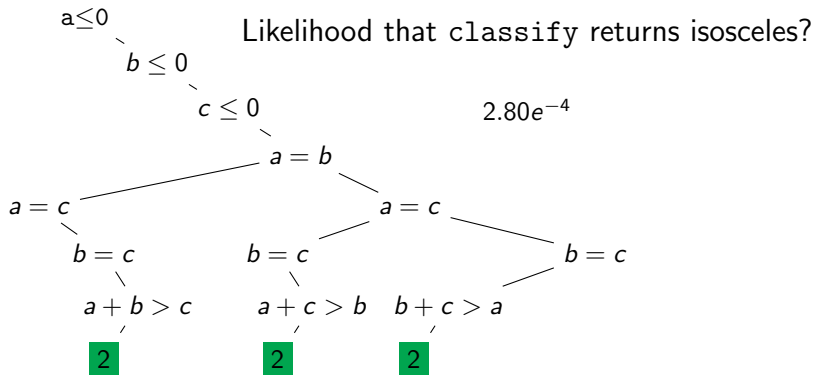 a≤0
Likelihood that classify returns isosceles?
b ≤ 0
c ≤ 0
2.80e⁻⁴
a = b
a = c a = c
b = c b = c b = c
a + b > c a + c > b b + c > a
2 2 2